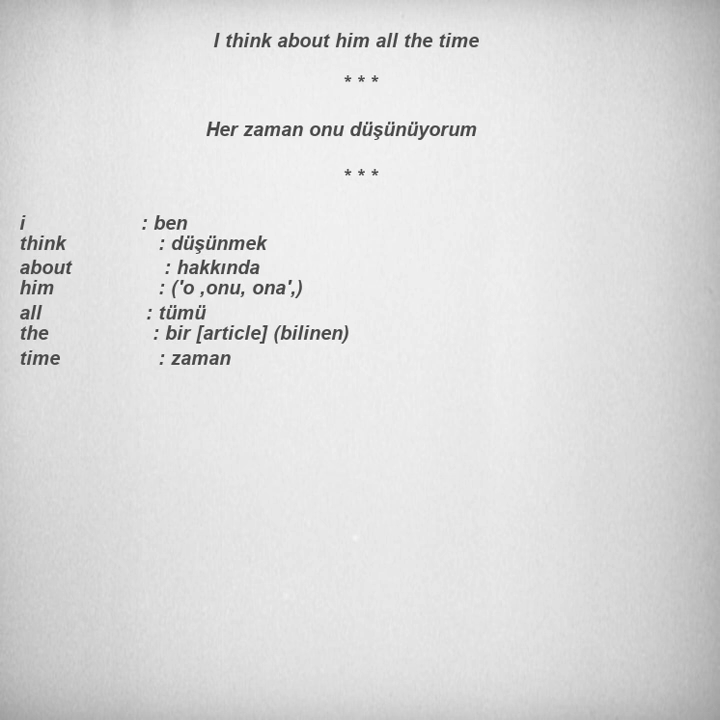 I think about him all the time
* * *
Her zaman onu düşünüyorum
* * *
i : ben
think : düşünmek
about : hakkında
him : ('o ,onu, ona',)
all : tümü
the : bir [article] (bilinen)
time : zaman